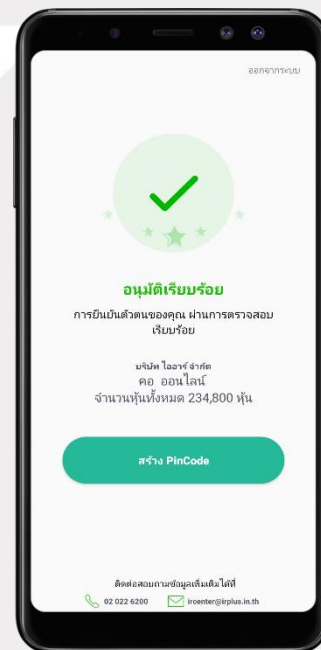 ออกจากระบบ
อนุมัติเรียบร้อย
การยืนยันตัวตนของคุณ ผ่านการตรวจสอบ
เรียบร้อย
บริษัท ไออาร์ จำกัด
คอ ออนไลน์
จำนวนหุ้นทั้งหมด 234,800 หุ้น
สร้าง PinCode
ติดต่อสอบถามข้อมูลเพิ่มเติมได้ที่
02 022 6200 ircenter@irplus.in.th